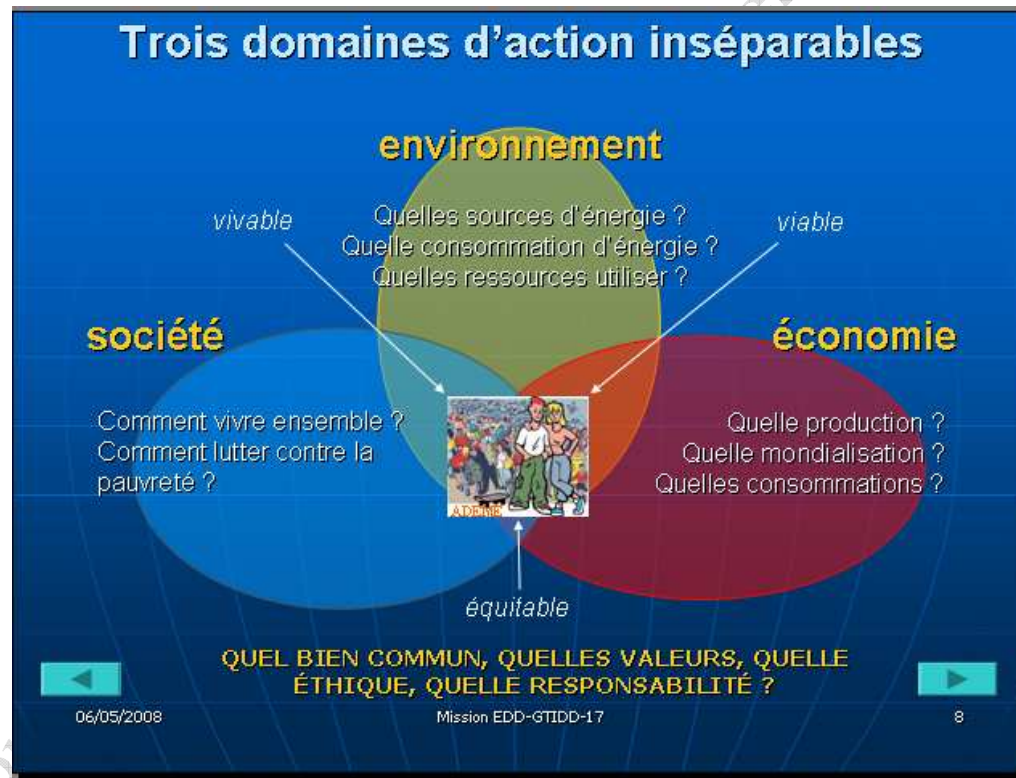 Trois domaines d'action inséparables
environnement
vivable
viable
Quelles sources d'énergie ?
Quelle consommation d'énergie ?
Quelles ressources utiliser ?
société
économie
Comment vivre ensemble ?
Comment lutter contre la
pauvreté ?
Quelle production ?
Quelle mondialisation ?
Quelles consommations ?
ADEME
équitable
QUEL BIEN COMMUN, QUELLES VALEURS, QUELLE
ÉTHIQUE, QUELLE RESPONSABILITÉ ?
06/05/2008
Mission EDD-GTIDD-17
8